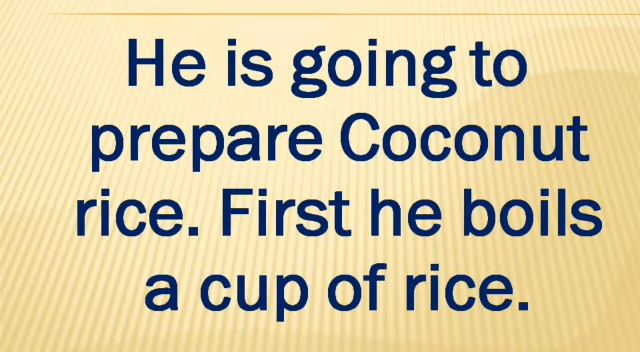 He is going to
prepare Coconut
rice. First he boils
a cup of rice.